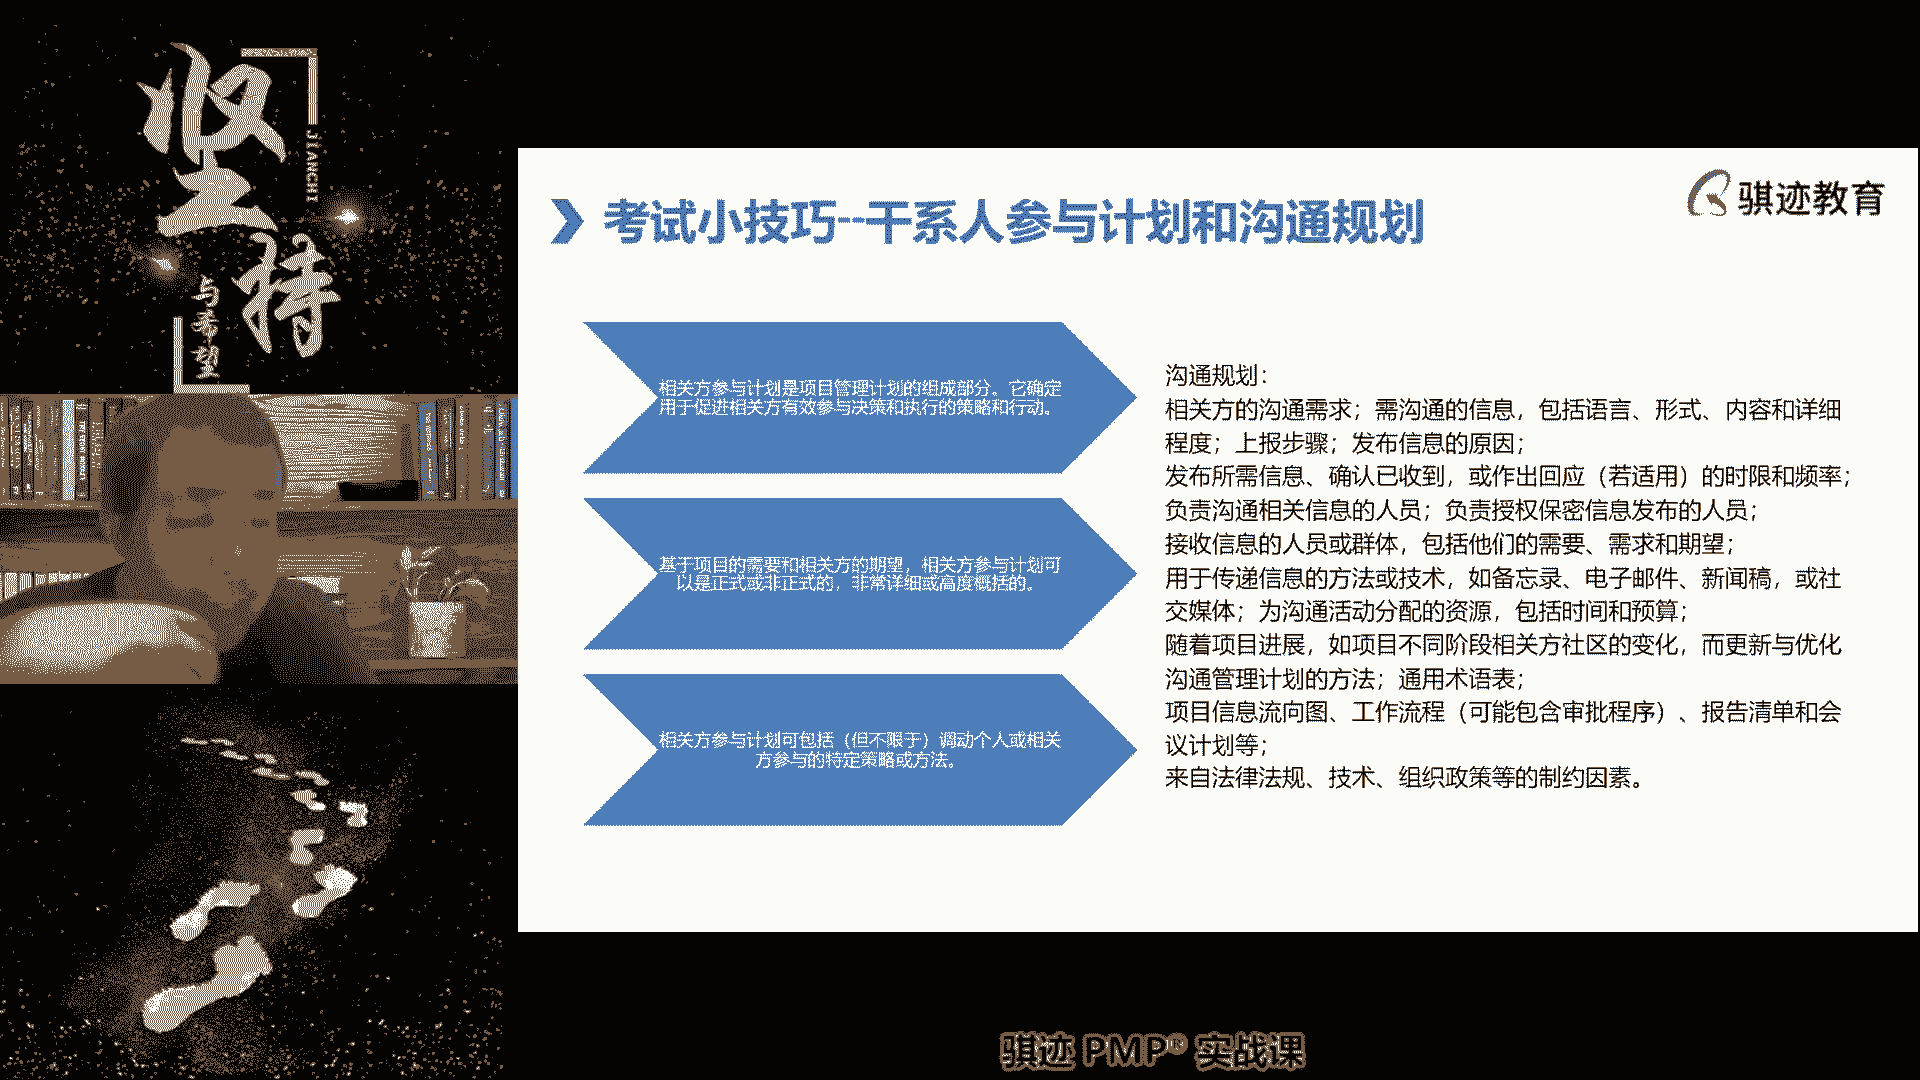 坚持
JIANCHI
与希望
骐迹教育
考试小技巧--干系人参与计划和沟通规划
相关方参与计划是项目管理计划的组成部分。它确定
用于促进相关方有效参与决策和执行的策略和行动。
基于项目的需要和相关方的期望，相关方参与计划可
以是正式或非正式的，非常详细或高度概括的。
相关方参与计划可包括（但不限于）调动个人或相关
方参与的特定策略或方法。
沟通规划：
相关方的沟通需求；需沟通的信息，包括语言、形式、内容和详细
程度；上报步骤；发布信息的原因；
发布所需信息、确认已收到，或作出回应（若适用）的时限和频率；
负责沟通相关信息的人员；负责授权保密信息发布的人员；
接收信息的人员或群体，包括他们的需要、需求和期望；
用于传递信息的方法或技术，如备忘录、电子邮件、新闻稿，或社
交媒体；为沟通活动分配的资源，包括时间和预算；
随着项目进展，如项目不同阶段相关方社区的变化，而更新与优化
沟通管理计划的方法；通用术语表；
项目信息流向图、工作流程（可能包含审批程序）、报告清单和会
议计划等；
来自法律法规、技术、组织政策等的制约因素。
骐迹 PMP® 实战课